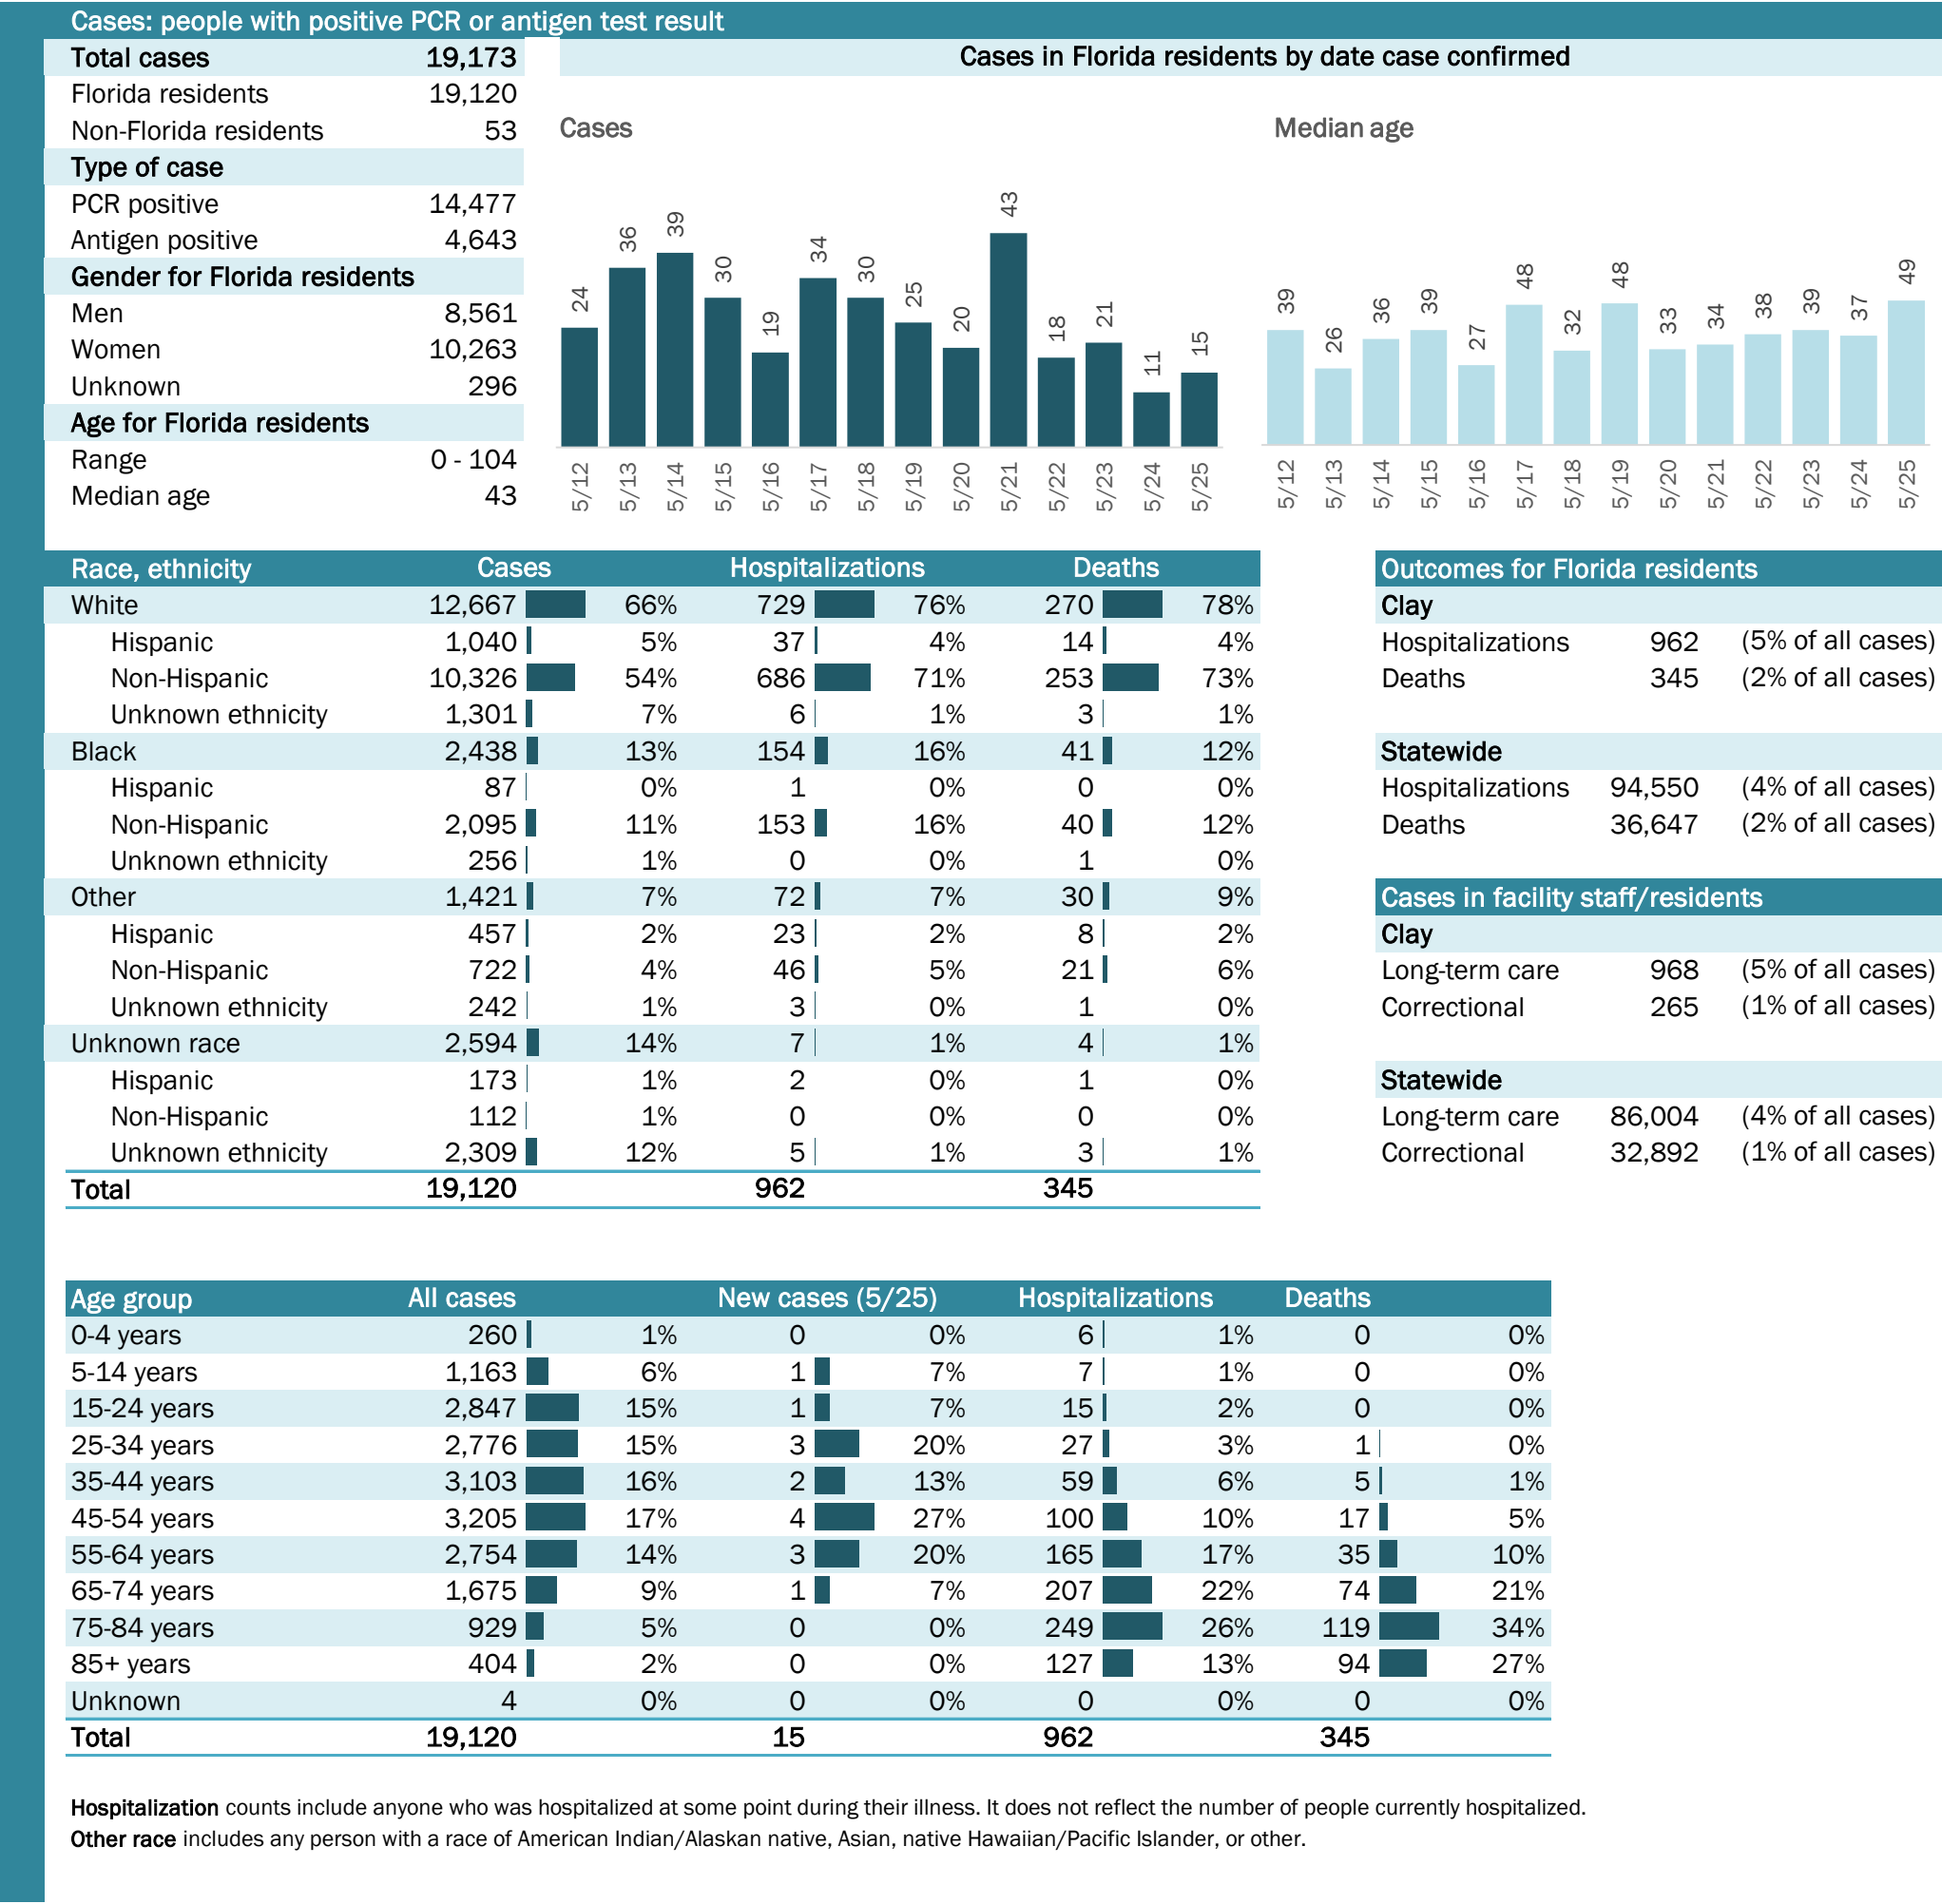 Cases: people with positive PCR or antigen test result
Total cases 19,173
Florida residents 19,120
Non-Florida residents 53
Type of case
PCR positive 14,477
Antigen positive 4,643
Gender for Florida residents
Men 8,561
Women 10,263
Unknown 296
Age for Florida residents
Range 0 - 104
Median age 43
Cases in Florida residents by date case confirmed
Cases
24 36 39 30 19 34 30 25 20 43 18 21 11 15
5/12 5/13 5/14 5/15 5/16 5/17 5/18 5/19 5/20 5/21 5/22 5/23 5/24 5/25
Median age
39 26 36 39 27 48 32 48 33 34 38 39 37 49
5/12 5/13 5/14 5/15 5/16 5/17 5/18 5/19 5/20 5/21 5/22 5/23 5/24 5/25
Race, ethnicity Cases Hospitalizations Deaths
White 12,667 66% 729 76% 270 78%
Hispanic 1,040 5% 37 4% 14 4%
Non-Hispanic 10,326 54% 686 71% 253 73%
Unknown ethnicity 1,301 7% 6 1% 3 1%
Black 2,438 13% 154 16% 41 12%
Hispanic 87 0% 1 0% 0 0%
Non-Hispanic 2,095 11% 153 16% 40 12%
Unknown ethnicity 256 1% 0 0% 1 0%
Other 1,421 7% 72 7% 30 9%
Hispanic 457 2% 23 2% 8 2%
Non-Hispanic 722 4% 46 5% 21 6%
Unknown ethnicity 242 1% 3 0% 1 0%
Unknown race 2,594 14% 7 1% 4 1%
Hispanic 173 1% 2 0% 1 0%
Non-Hispanic 112 1% 0 0% 0 0%
Unknown ethnicity 2,309 12% 5 1% 3 1%
Total 19,120 962 345
Outcomes for Florida residents
Clay
Hospitalizations 962 (5% of all cases)
Deaths 345 (2% of all cases)
Statewide
Hospitalizations 94,550 (4% of all cases)
Deaths 36,647 (2% of all cases)
Cases in facility staff/residents
Clay
Long-term care 968 (5% of all cases)
Correctional 265 (1% of all cases)
Statewide
Long-term care 86,004 (4% of all cases)
Correctional 32,892 (1% of all cases)
Age group All cases New cases (5/25) Hospitalizations Deaths
0-4 years 260 1% 0 0% 6 1% 0 0%
5-14 years 1,163 6% 1 7% 7 1% 0 0%
15-24 years 2,847 15% 1 7% 15 2% 0 0%
25-34 years 2,776 15% 3 20% 27 3% 1 0%
35-44 years 3,103 16% 2 13% 59 6% 5 1%
45-54 years 3,205 17% 4 27% 100 10% 17 5%
55-64 years 2,754 14% 3 20% 165 17% 35 10%
65-74 years 1,675 9% 1 7% 207 22% 74 21%
75-84 years 929 5% 0 0% 249 26% 119 34%
85+ years 404 2% 0 0% 127 13% 94 27%
Unknown 4 0% 0 0% 0 0% 0 0%
Total 19,120 15 962 345
Hospitalization counts include anyone who was hospitalized at some point during their illness. It does not reflect the number of people currently hospitalized.
Other race includes any person with a race of American Indian/Alaskan native, Asian, native Hawaiian/Pacific Islander, or other.